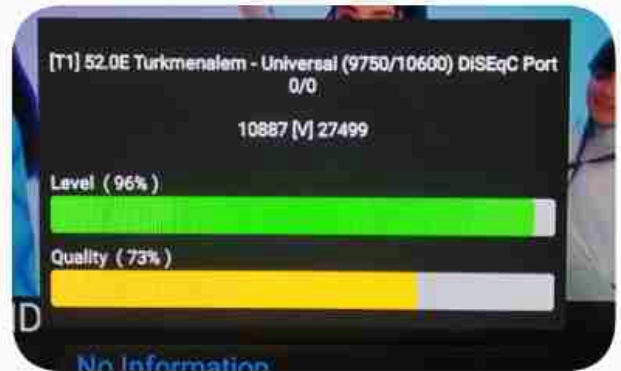 [T1] 52.0E Turkmenalem - Universal (9750/10600) DiSEqC Port
0/0
10887 [V] 27499
Level ( 96% )
Quality ( 73% )
ID
No Information